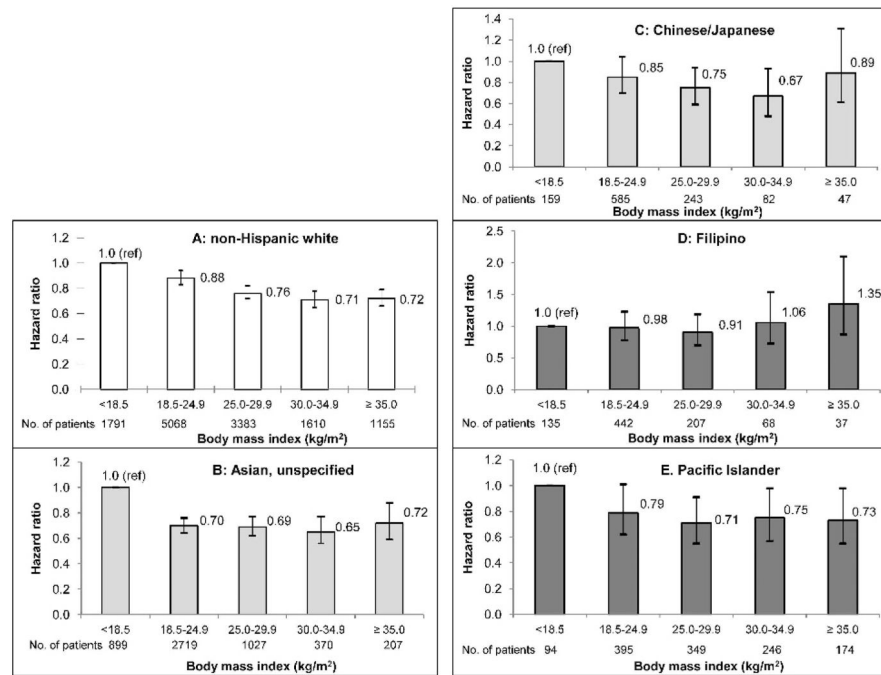 A: non-Hispanic white
Hazard ratio
1.2
1.0
0.8
0.6
0.4
0.2
0.0
1.0 (ref)
0.88
0.76
0.71
0.72
<18.5 18.5-24.9 25.0-29.9 30.0-34.9 ≥ 35.0
No. of patients 1791 5068 3383 1610 1155
Body mass index (kg/m²)
B: Asian, unspecified
Hazard ratio
1.2
1.0
0.8
0.6
0.4
0.2
0.0
1.0 (ref)
0.70
0.69
0.65
0.72
<18.5 18.5-24.9 25.0-29.9 30.0-34.9 ≥ 35.0
No. of patients 899 2719 1027 370 207
Body mass index (kg/m²)
C: Chinese/Japanese
Hazard ratio
1.4
1.2
1.0
0.8
0.6
0.4
0.2
0.0
1.0 (ref)
0.85
0.75
0.67
0.89
<18.5 18.5-24.9 25.0-29.9 30.0-34.9 ≥ 35.0
No. of patients 159 585 243 82 47
Body mass index (kg/m²)
D: Filipino
Hazard ratio
2.5
2.0
1.5
1.0
0.5
0.0
1.0 (ref)
0.98
0.91
1.06
1.35
<18.5 18.5-24.9 25.0-29.9 30.0-34.9 ≥ 35.0
No. of patients 135 442 207 68 37
Body mass index (kg/m²)
E. Pacific Islander
Hazard ratio
1.2
1.0
0.8
0.6
0.4
0.2
0.0
1.0 (ref)
0.79
0.71
0.75
0.73
<18.5 18.5-24.9 25.0-29.9 30.0-34.9 ≥ 35.0
No. of patients 94 395 349 246 174
Body mass index (kg/m²)